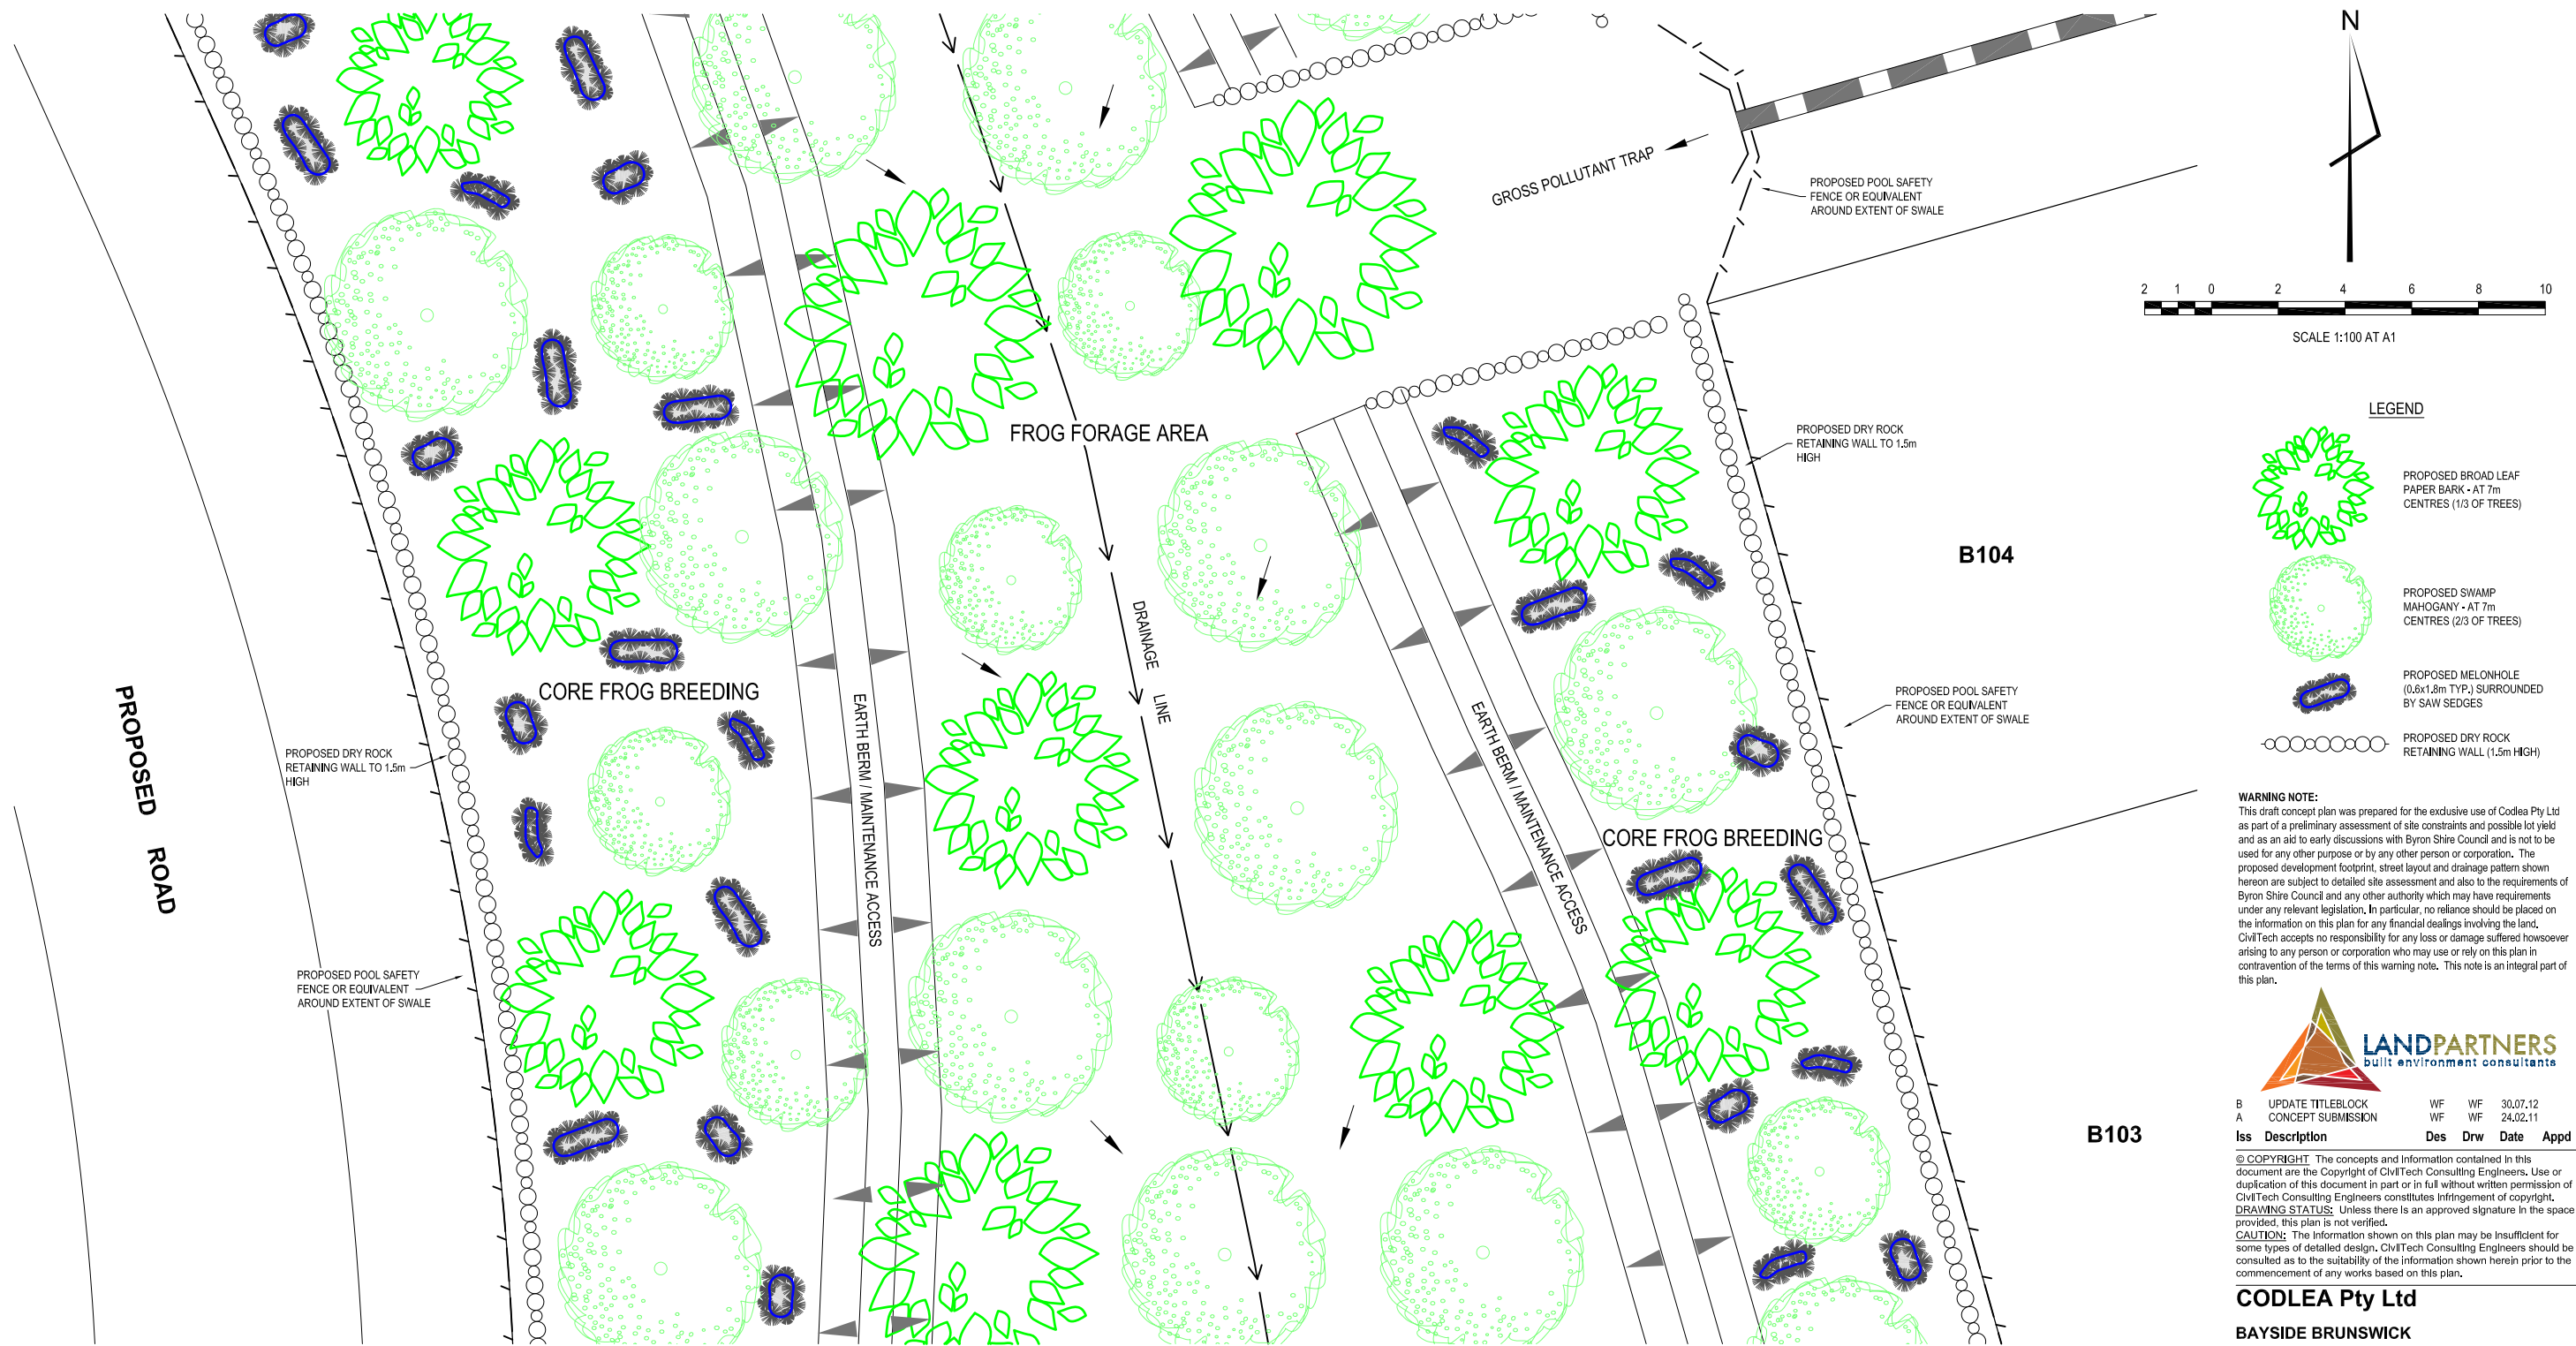 N
GROSS POLLUTANT TRAP
PROPOSED POOL SAFETY
FENCE OR EQUIVALENT
AROUND EXTENT OF SWALE
2 1 0 2 4 6 8 10
SCALE 1:100 AT A1
LEGEND
FROG FORAGE AREA
PROPOSED DRY ROCK
RETAINING WALL TO 1.5m
HIGH
PROPOSED BROAD LEAF
PAPER BARK - AT 7m
CENTRES (1/3 OF TREES)
B104
PROPOSED SWAMP
MAHOGANY - AT 7m
CENTRES (2/3 OF TREES)
DRAINAGE LINE
CORE FROG BREEDING
PROPOSED MELONHOLE
(0.6x1.8m TYP.) SURROUNDED
BY SAW SEDGES
PROPOSED POOL SAFETY
FENCE OR EQUIVALENT
AROUND EXTENT OF SWALE
PROPOSED DRY ROCK
RETAINING WALL (1.5m HIGH)
PROPOSED ROAD
PROPOSED DRY ROCK
RETAINING WALL TO 1.5m
HIGH
EARTH BERM / MAINTENANCE ACCESS
EARTH BERM / MAINTENANCE ACCESS
CORE FROG BREEDING
PROPOSED POOL SAFETY
FENCE OR EQUIVALENT
AROUND EXTENT OF SWALE
WARNING NOTE:
This draft concept plan was prepared for the exclusive use of Codlea Pty Ltd
as part of a preliminary assessment of site constraints and possible lot yield
and as an aid to early discussions with Byron Shire Council and is not to be
used for any other purpose or by any other person or corporation. The
proposed development footprint, street layout and drainage pattern shown
hereon are subject to detailed site assessment and also to the requirements of
Byron Shire Council and any other authority which may have requirements
under any relevant legislation. In particular, no reliance should be placed on
the information on this plan for any financial dealings involving the land.
CivilTech accepts no responsibility for any loss or damage suffered howsoever
arising to any person or corporation who may use or rely on this plan in
contravention of the terms of this warning note. This note is an integral part of
this plan.
LANDPARTNERS
built environment consultants
B UPDATE TITLEBLOCK WF WF 30.07.12
A CONCEPT SUBMISSION WF WF 24.02.11
Iss Description Des Drw Date Appd
B103
© COPYRIGHT The concepts and information contained in this
document are the Copyright of CivilTech Consulting Engineers. Use or
duplication of this document in part or in full without written permission of
CivilTech Consulting Engineers constitutes infringement of copyright.
DRAWING STATUS: Unless there is an approved signature in the space
provided, this plan is not verified.
CAUTION: The information shown on this plan may be insufficient for
some types of detailed design. CivilTech Consulting Engineers should be
consulted as to the suitability of the information shown herein prior to the
commencement of any works based on this plan.
CODLEA Pty Ltd
BAYSIDE BRUNSWICK